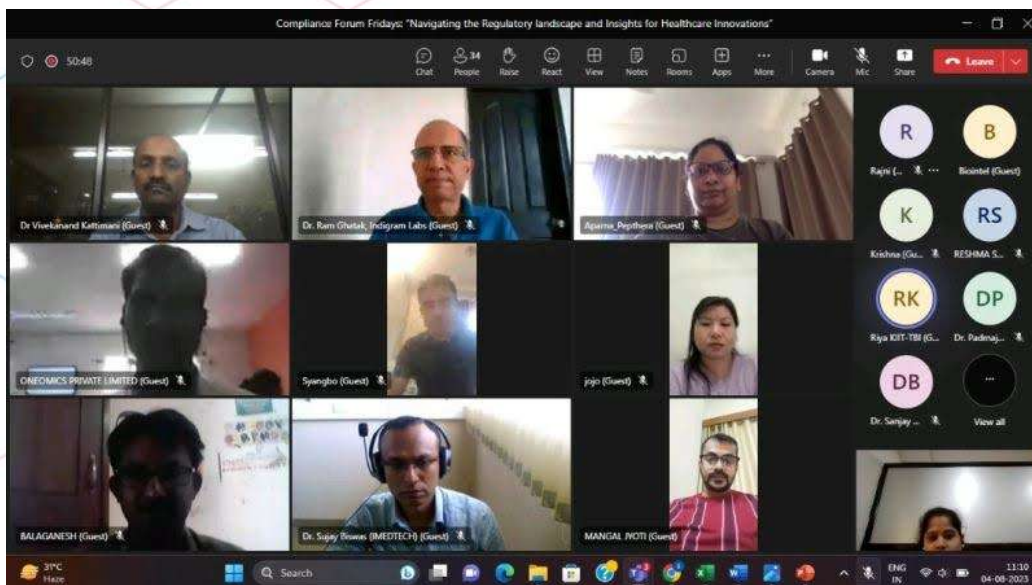 Compliance Forum Fridays: "Navigating the Regulatory landscape and Insights for Healthcare Innovations"
50:48
Chat
34
People
Raise
React
View
Notes
Rooms
Apps
More
Camera
Mic
Share
Leave
Dr Vivekanand Kattimani (Guest)
Dr. Ram Ghatak, Indigram Labs (Guest)
Aparna_Pepthera (Guest)
R
Rajni (...
B
Biointel (Guest)
K
Krishna (Gu...
RS
RESHMA S...
ONEOMICS PRIVATE LIMITED (Guest)
Syangbo (Guest)
jojo (Guest)
RK
Riya KIIT-TBI (G...
DP
Dr. Padmaj...
DB
Dr. Sanjay ...
View all
BALAGANESH (Guest)
Dr. Sujay Biswas (IMEDTECH) (Guest)
MANGAL JYOTI (Guest)
31°C
Haze
Search
ENG
IN
11:10